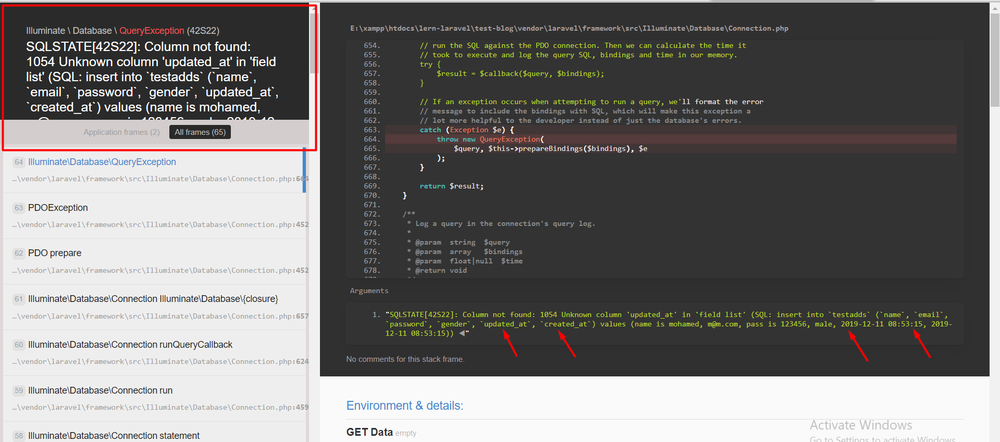 Illuminate \ Database \ QueryException (42S22)
SQLSTATE[42S22]: Column not found:
1054 Unknown column 'updated_at' in 'field
list' (SQL: insert into `testadds` (`name`,
`email`, `password`, `gender`, `updated_at`,
`created_at`) values (name is mohamed,
Application frames (2) All frames (65)
64 Illuminate\Database\QueryException
…\vendor\laravel\framework\src\Illuminate\Database\Connection.php:664
63 PDOException
…\vendor\laravel\framework\src\Illuminate\Database\Connection.php:452
62 PDO prepare
…\vendor\laravel\framework\src\Illuminate\Database\Connection.php:452
61 Illuminate\Database\Connection Illuminate\Database\{closure}
…\vendor\laravel\framework\src\Illuminate\Database\Connection.php:657
60 Illuminate\Database\Connection runQueryCallback
…\vendor\laravel\framework\src\Illuminate\Database\Connection.php:624
59 Illuminate\Database\Connection run
…\vendor\laravel\framework\src\Illuminate\Database\Connection.php:459
58 Illuminate\Database\Connection statement
E:\xampp\htdocs\lern-laravel\test-blog\vendor\laravel\framework\src\Illuminate\Database\Connection.php
654. // run the SQL against the PDO connection. Then we can calculate the time it
655. // took to execute and log the query SQL, bindings and time in our memory.
656. try {
657. $result = $callback($query, $bindings);
658. }
659.
660. // If an exception occurs when attempting to run a query, we'll format the error
661. // message to include the bindings with SQL, which will make this exception a
662. // lot more helpful to the developer instead of just the database's errors.
663. catch (Exception $e) {
664. throw new QueryException(
665. $query, $this->prepareBindings($bindings), $e
666. );
667. }
668.
669. return $result;
670. }
671.
672. /**
673. * Log a query in the connection's query log.
674. *
675. * @param string $query
676. * @param array $bindings
677. * @param float|null $time
678. * @return void
Arguments
1. "SQLSTATE[42S22]: Column not found: 1054 Unknown column 'updated_at' in 'field list' (SQL: insert into `testadds` (`name`, `email`,
`password`, `gender`, `updated_at`, `created_at`) values (name is mohamed, m@m.com, pass is 123456, male, 2019-12-11 08:53:15, 2019-
12-11 08:53:15)) ◀"
No comments for this stack frame.
Environment & details:
GET Data empty
Activate Windows
Go to Settings to activate Windows.